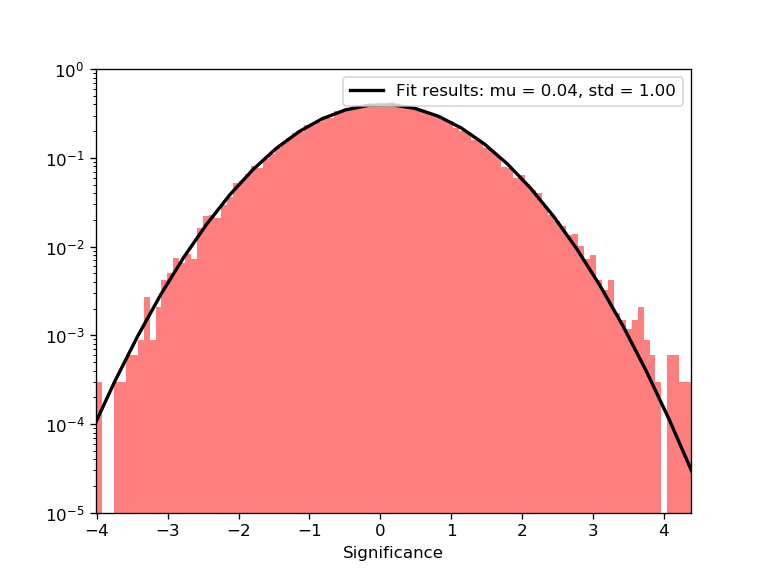 Fit results: mu = 0.04, std = 1.00
10⁰
10⁻¹
10⁻²
10⁻³
10⁻⁴
10⁻⁵
−4 −3 −2 −1 0 1 2 3 4
Significance